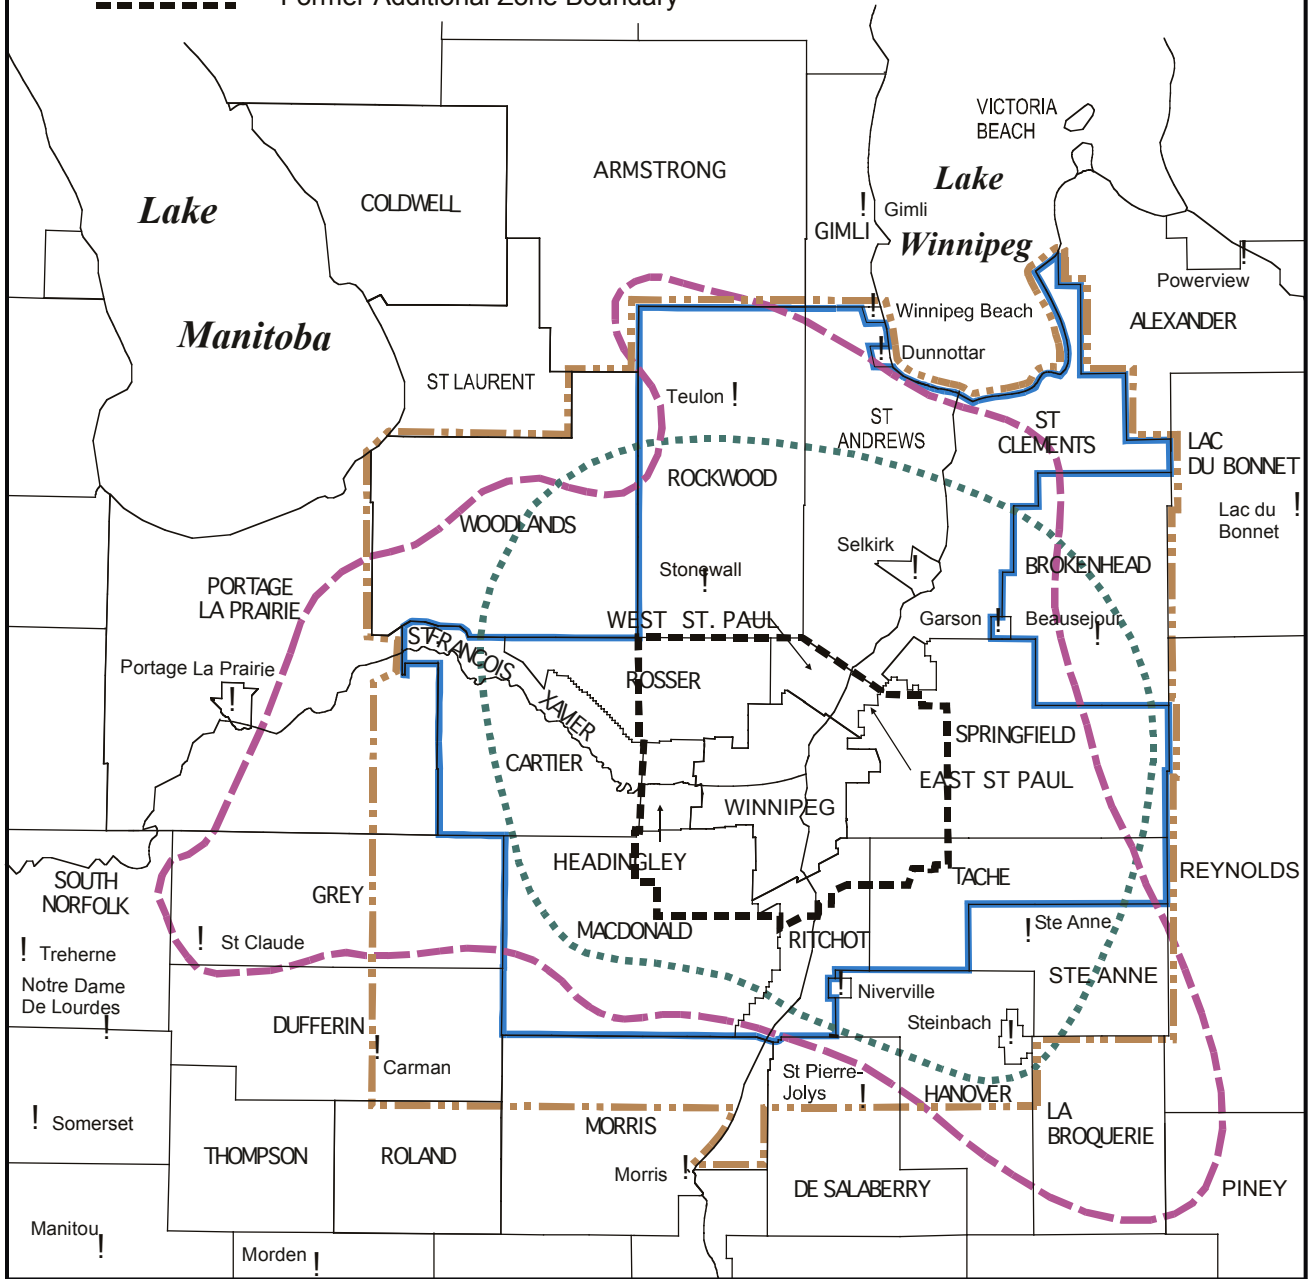 Former Additional Zone Boundary
VICTORIA
BEACH
ARMSTRONG
Lake
COLDWELL
Lake
! Gimli
GIMLI
Winnipeg
!
Powerview
Manitoba
! Winnipeg Beach
ALEXANDER
! Dunnottar
ST LAURENT
Teulon !
ST
ANDREWS
ST
CLEMENTS
LAC
DU BONNET
ROCKWOOD
Lac du
Bonnet
!
WOODLANDS
Selkirk
!
BROKENHEAD
Stonewall
!
PORTAGE
LA PRAIRIE
WEST ST. PAUL
Garson !
Beausejour
!
ST FRANCOIS
XAVIER
Portage La Prairie
!
ROSSER
SPRINGFIELD
CARTIER
EAST ST PAUL
WINNIPEG
HEADINGLEY
REYNOLDS
SOUTH
NORFOLK
GREY
TACHE
! Ste Anne
MACDONALD
RITCHOT
! St Claude
! Treherne
STE ANNE
Notre Dame
De Lourdes
!
! Niverville
Steinbach !
DUFFERIN
!
Carman
St Pierre-
Jolys !
HANOVER
! Somerset
MORRIS
LA
BROQUERIE
THOMPSON
ROLAND
Morris !
DE SALABERRY
PINEY
Manitou
!
Morden !